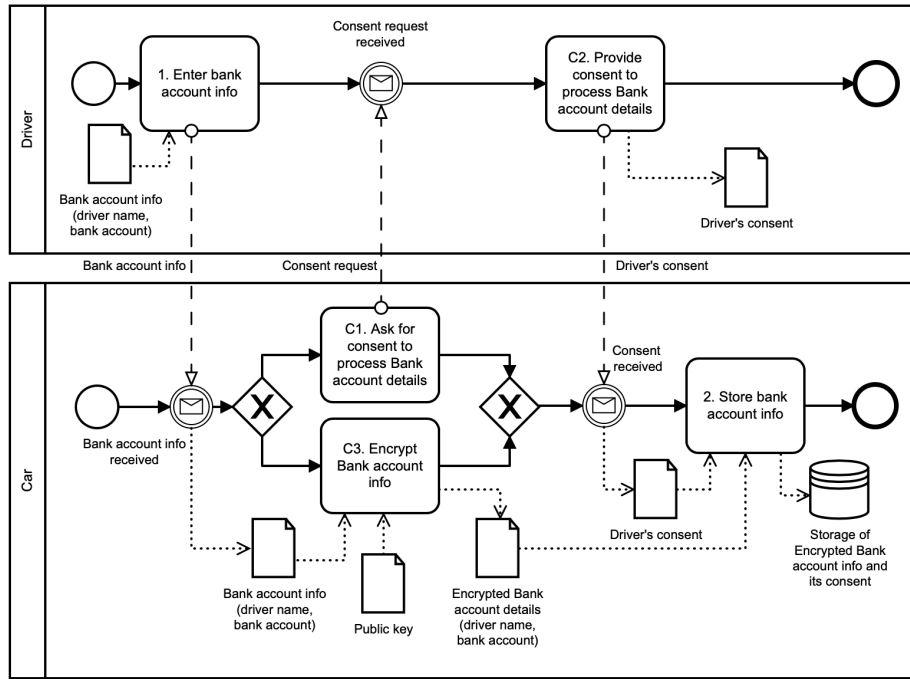 Driver
Consent request
received
1. Enter bank
account info
C2. Provide
consent to
process Bank
account details
Bank account info
(driver name,
bank account)
Driver's consent
Bank account info
Consent request
Driver's consent
Car
C1. Ask for
consent to
process Bank
account details
Consent
received
2. Store bank
account info
Bank account info
received
X
X
C3. Encrypt
Bank account
info
Driver's consent
Storage of
Encrypted Bank
account info and
its consent
Bank account info
(driver name,
bank account)
Public key
Encrypted Bank
account details
(driver name,
bank account)